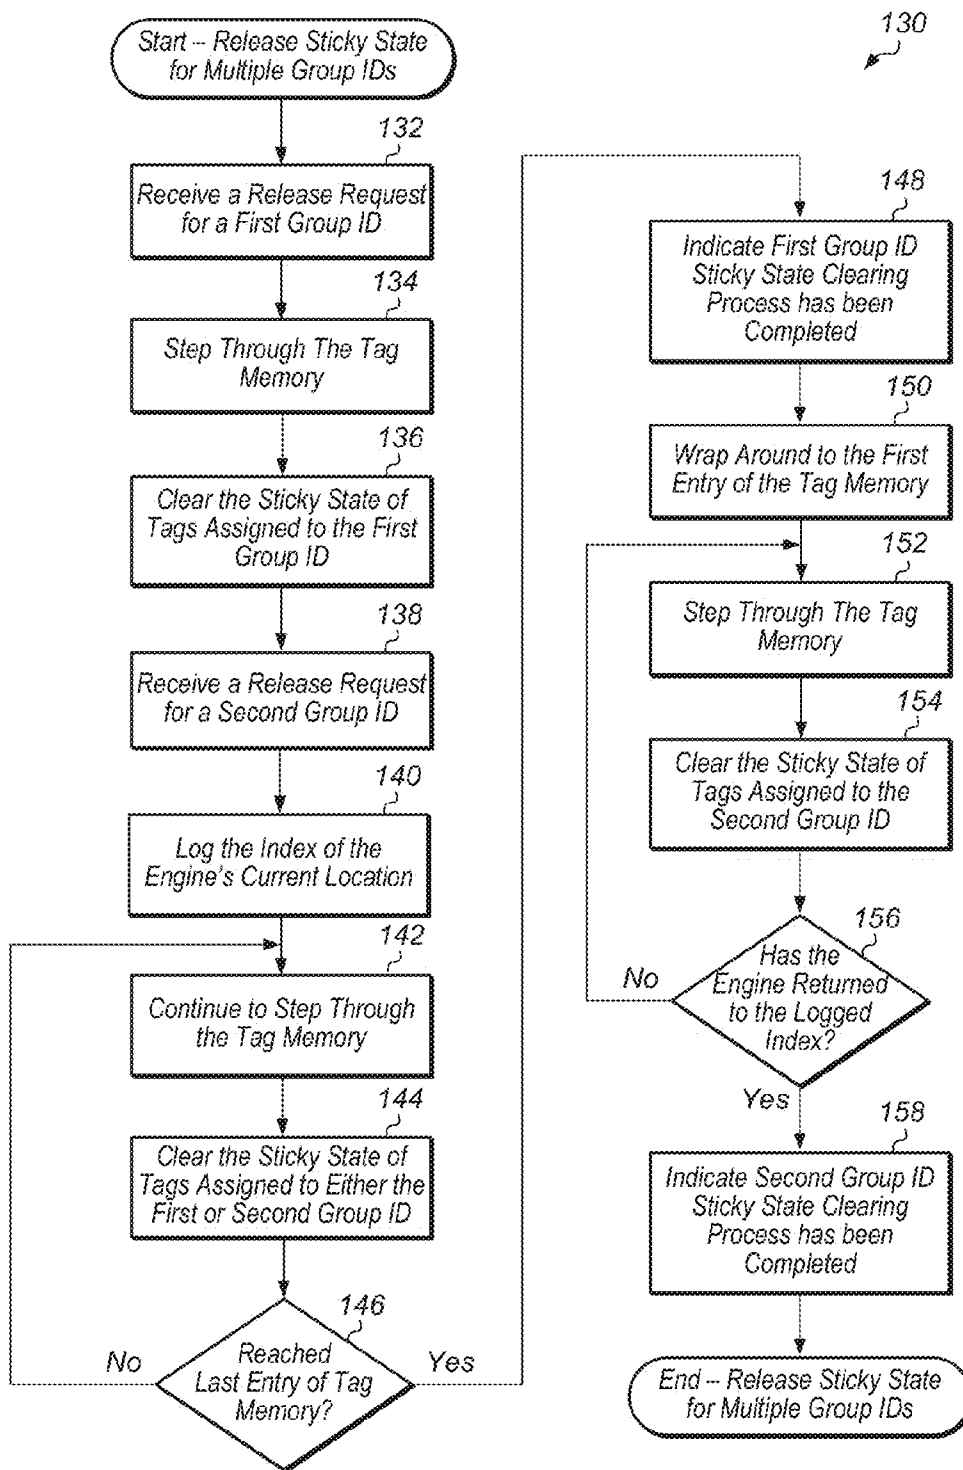 130
Start – Release Sticky State
for Multiple Group IDs
132
Receive a Release Request
for a First Group ID
134
Step Through The Tag
Memory
136
Clear the Sticky State of
Tags Assigned to the First
Group ID
138
Receive a Release Request
for a Second Group ID
140
Log the Index of the
Engine's Current Location
142
Continue to Step Through
the Tag Memory
144
Clear the Sticky State of
Tags Assigned to Either the
First or Second Group ID
146
Reached
Last Entry of Tag
Memory?
No
Yes
148
Indicate First Group ID
Sticky State Clearing
Process has been
Completed
150
Wrap Around to the First
Entry of the Tag Memory
152
Step Through The Tag
Memory
154
Clear the Sticky State of
Tags Assigned to the
Second Group ID
156
Has the
Engine Returned
to the Logged
Index?
No
Yes
158
Indicate Second Group ID
Sticky State Clearing
Process has been
Completed
End – Release Sticky State
for Multiple Group IDs